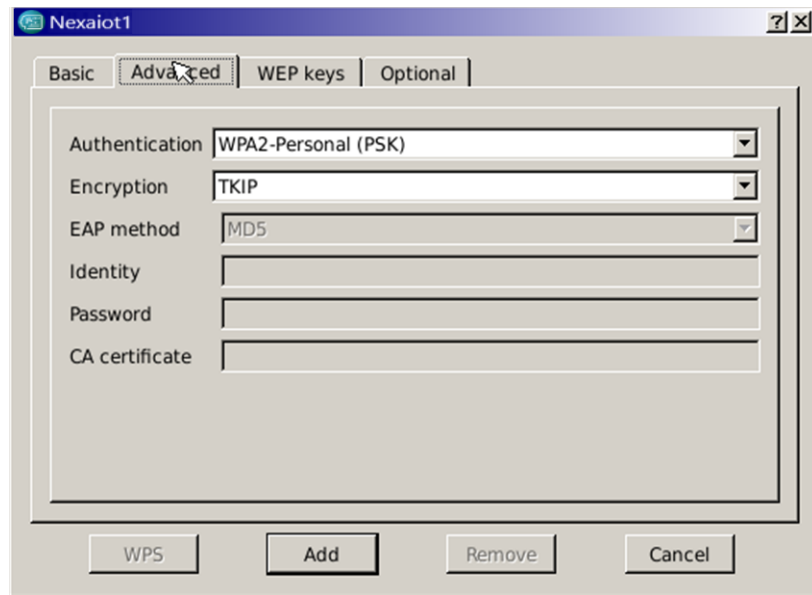 Nexaiot1
Basic Advanced WEP keys Optional
Authentication WPA2-Personal (PSK)
Encryption TKIP
EAP method MD5
Identity
Password
CA certificate
WPS Add Remove Cancel